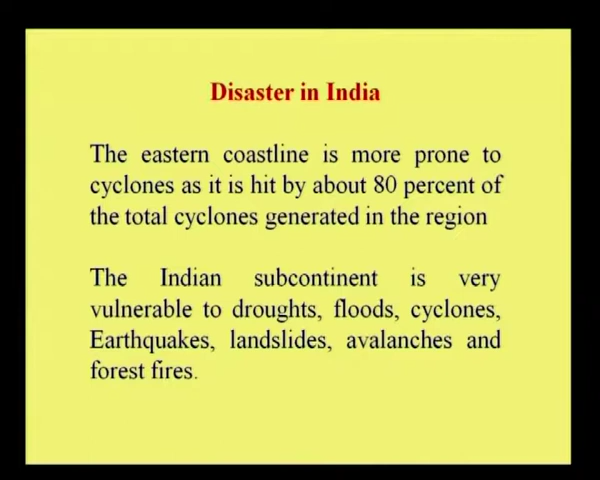 Disaster in India
The eastern coastline is more prone to
cyclones as it is hit by about 80 percent of
the total cyclones generated in the region
The Indian subcontinent is very
vulnerable to droughts, floods, cyclones,
Earthquakes, landslides, avalanches and
forest fires.